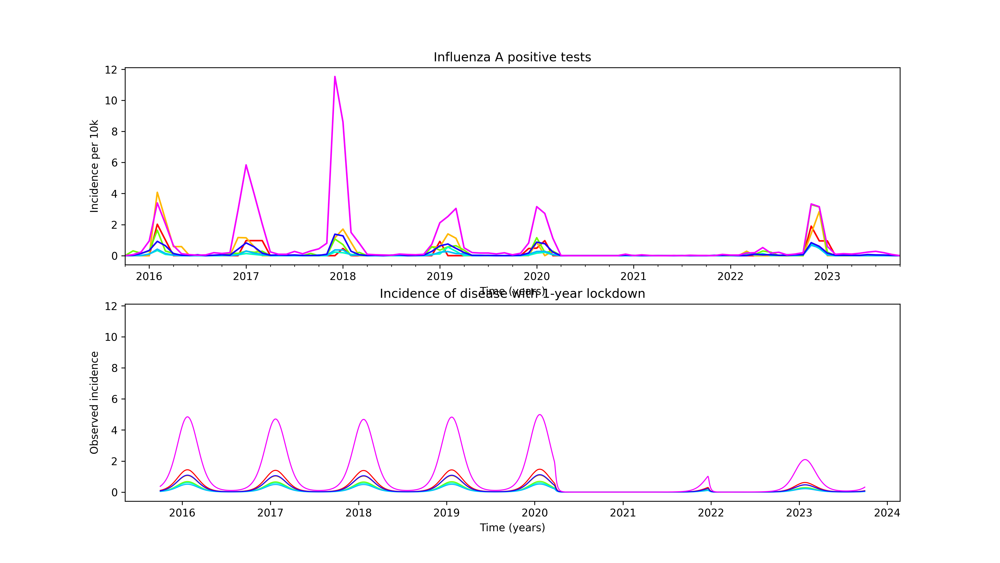 Influenza A positive tests
12
10
8
6
4
2
0
Incidence per 10k
2016 2017 2018 2019 2020 2021 2022 2023
Time (years)
Incidence of disease with 1-year lockdown
12
10
8
6
4
2
0
Observed incidence
2016 2017 2018 2019 2020 2021 2022 2023 2024
Time (years)